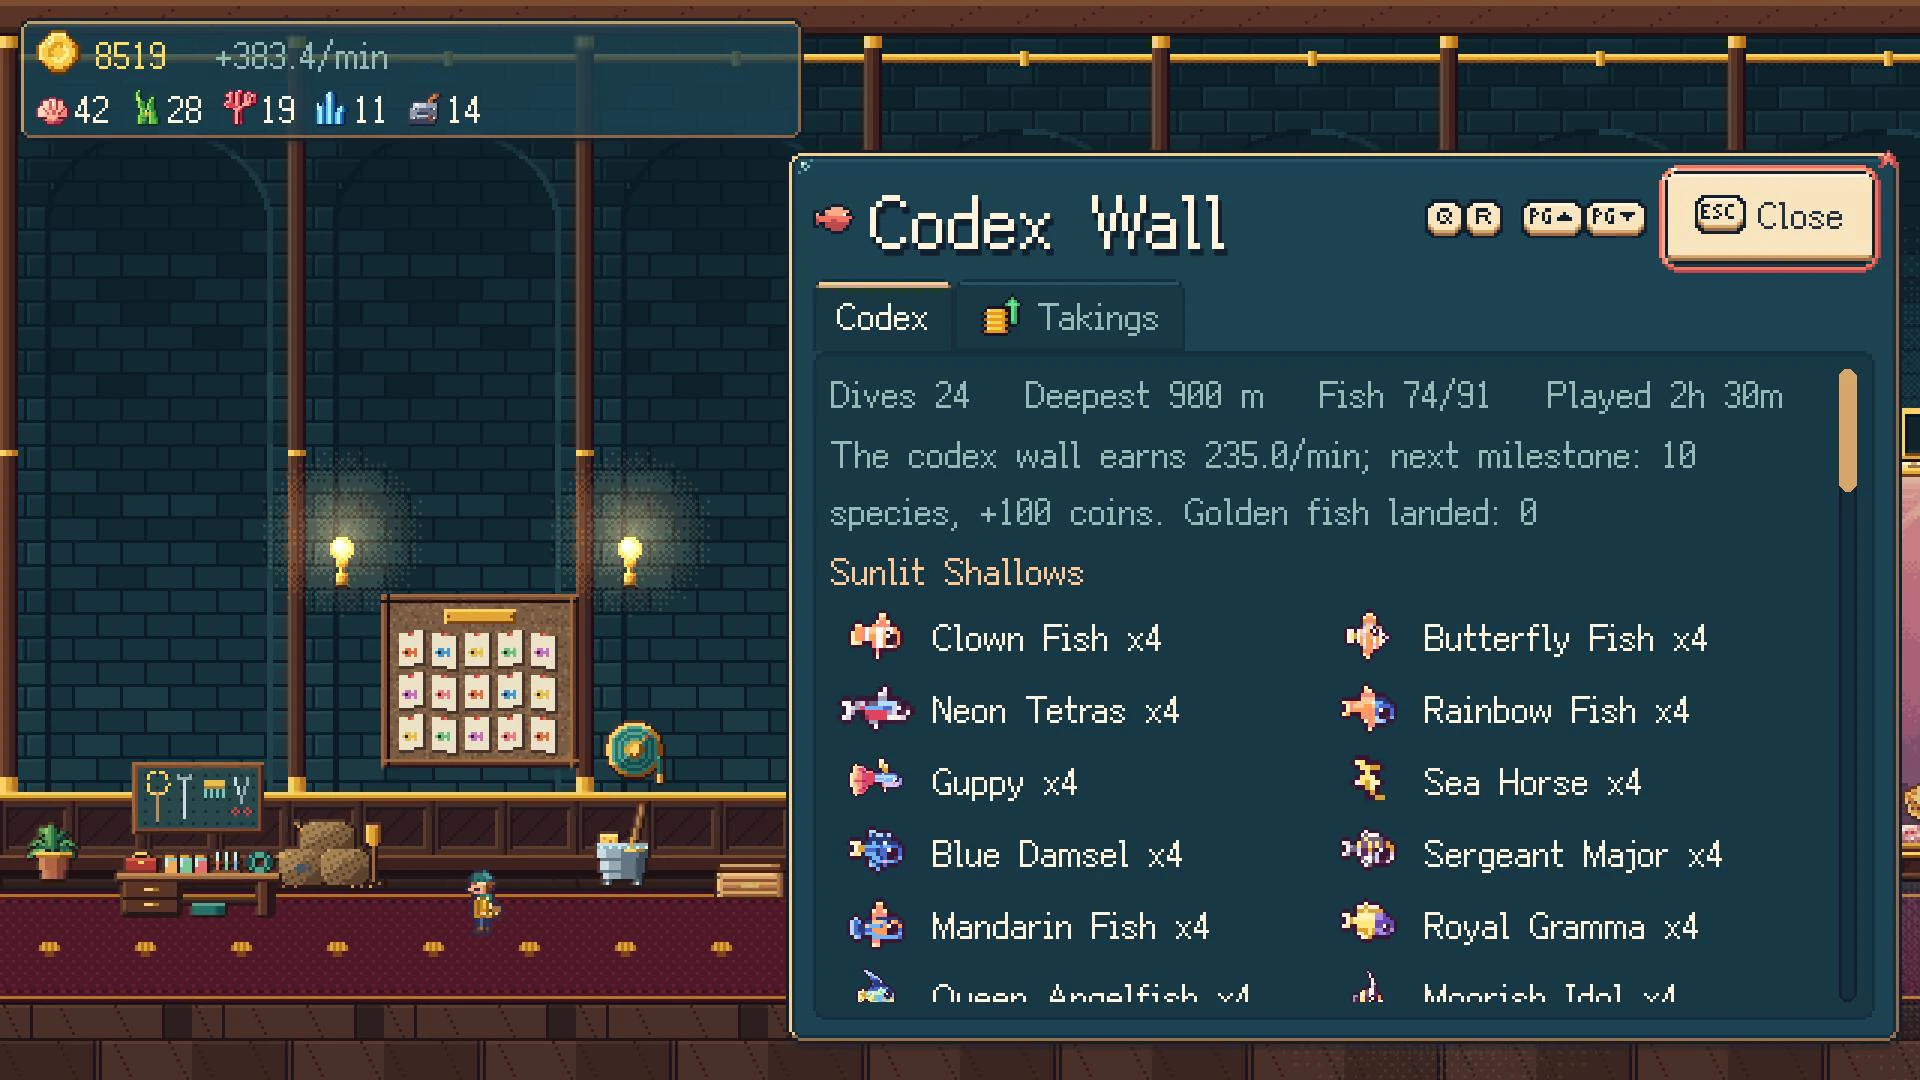 8519 +383.4/min
42 28 19 11 14
Codex Wall
Q R PG▲ PG▼ ESC Close
Codex Takings
Dives 24 Deepest 900 m Fish 74/91 Played 2h 30m
The codex wall earns 235.0/min; next milestone: 10
species, +100 coins. Golden fish landed: 0
Sunlit Shallows
Clown Fish x4 Butterfly Fish x4
Neon Tetras x4 Rainbow Fish x4
Guppy x4 Sea Horse x4
Blue Damsel x4 Sergeant Major x4
Mandarin Fish x4 Royal Gramma x4
Queen Angelfish x4 Moorish Idol x4